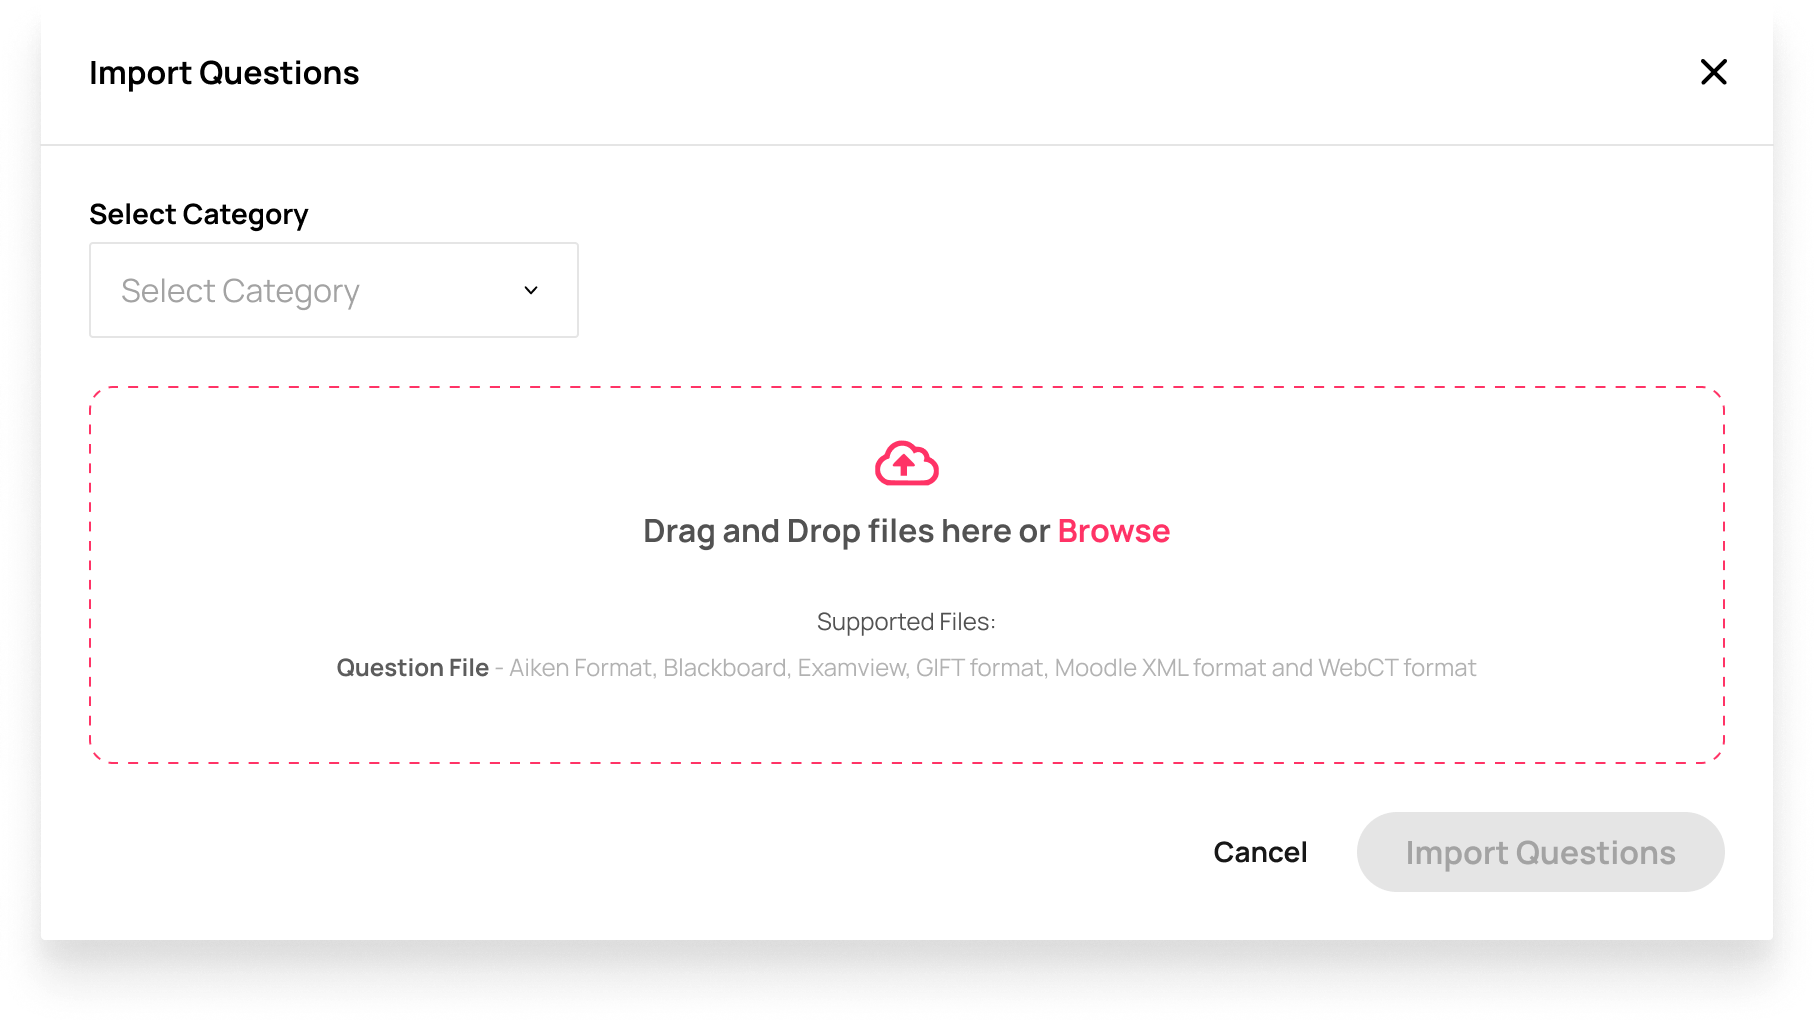 Import Questions
Select Category
Select Category
Drag and Drop files here or Browse
Supported Files:
Question File - Aiken Format, Blackboard, Examview, GIFT format, Moodle XML format and WebCT format
Cancel
Import Questions